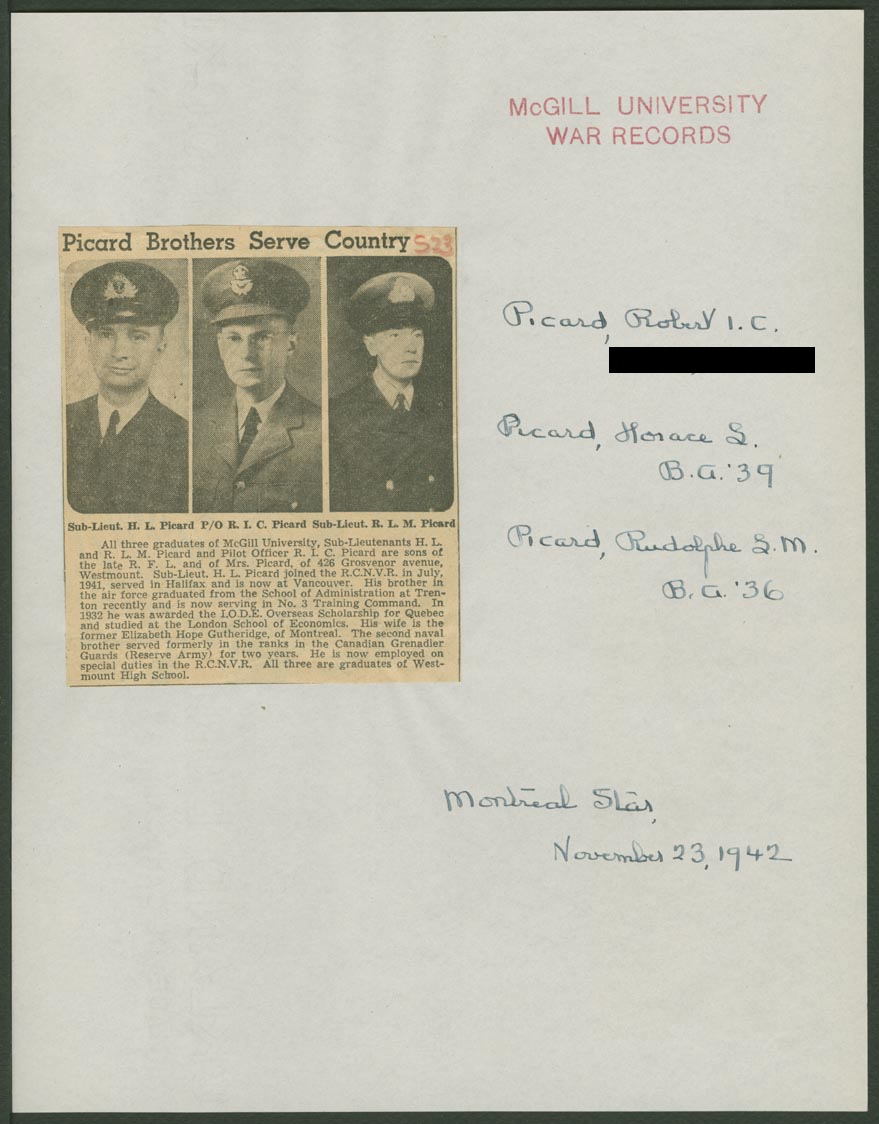 McGILL UNIVERSITY
WAR RECORDS
Picard Brothers Serve Country
S23
Sub-Lieut. H. L. Picard P/O R. I. C. Picard Sub-Lieut. R. L. M. Picard
All three graduates of McGill University, Sub-Lieutenants H. L.
and R. L. M. Picard and Pilot Officer R. I. C. Picard are sons of
the late R. F. L. and of Mrs. Picard, of 426 Grosvenor avenue,
Westmount. Sub-Lieut. H. L. Picard joined the R.C.N.V.R. in July,
1941, served in Halifax and is now at Vancouver. His brother in
the air force graduated from the School of Administration at Tren-
ton recently and is now serving in No. 3 Training Command. In
1932 he was awarded the I.O.D.E. Overseas Scholarship for Quebec
and studied at the London School of Economics. His wife is the
former Elizabeth Hope Gutheridge, of Montreal. The second naval
brother served formerly in the ranks in the Canadian Grenadier
Guards (Reserve Army) for two years. He is now employed on
special duties in the R.C.N.V.R. All three are graduates of West-
mount High School.
Picard, Robert I. C.
Picard, Horace L.
B.A. '39
Picard, Rudolphe L. M.
B.A. '36
Montreal Star,
November 23, 1942